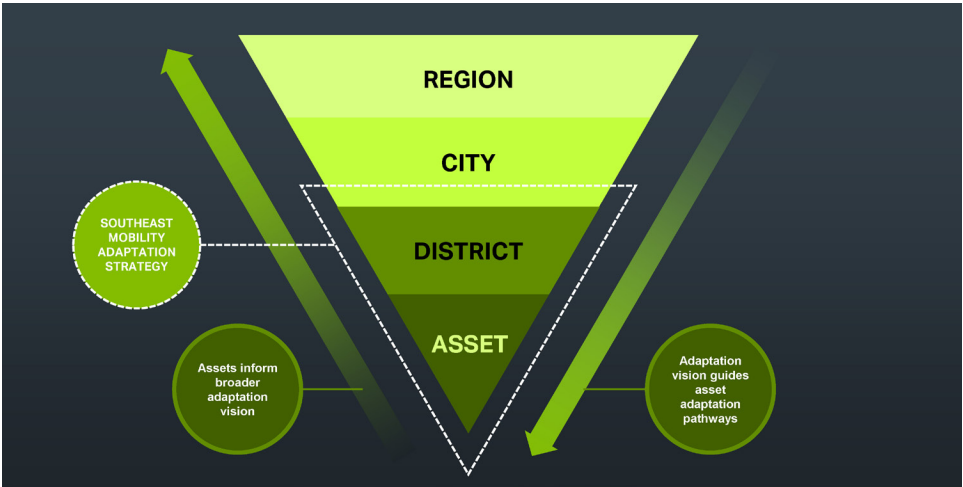 REGION
CITY
DISTRICT
ASSET
SOUTHEAST
MOBILITY
ADAPTATION
STRATEGY
Assets inform
broader
adaptation
vision
Adaptation
vision guides
asset
adaptation
pathways